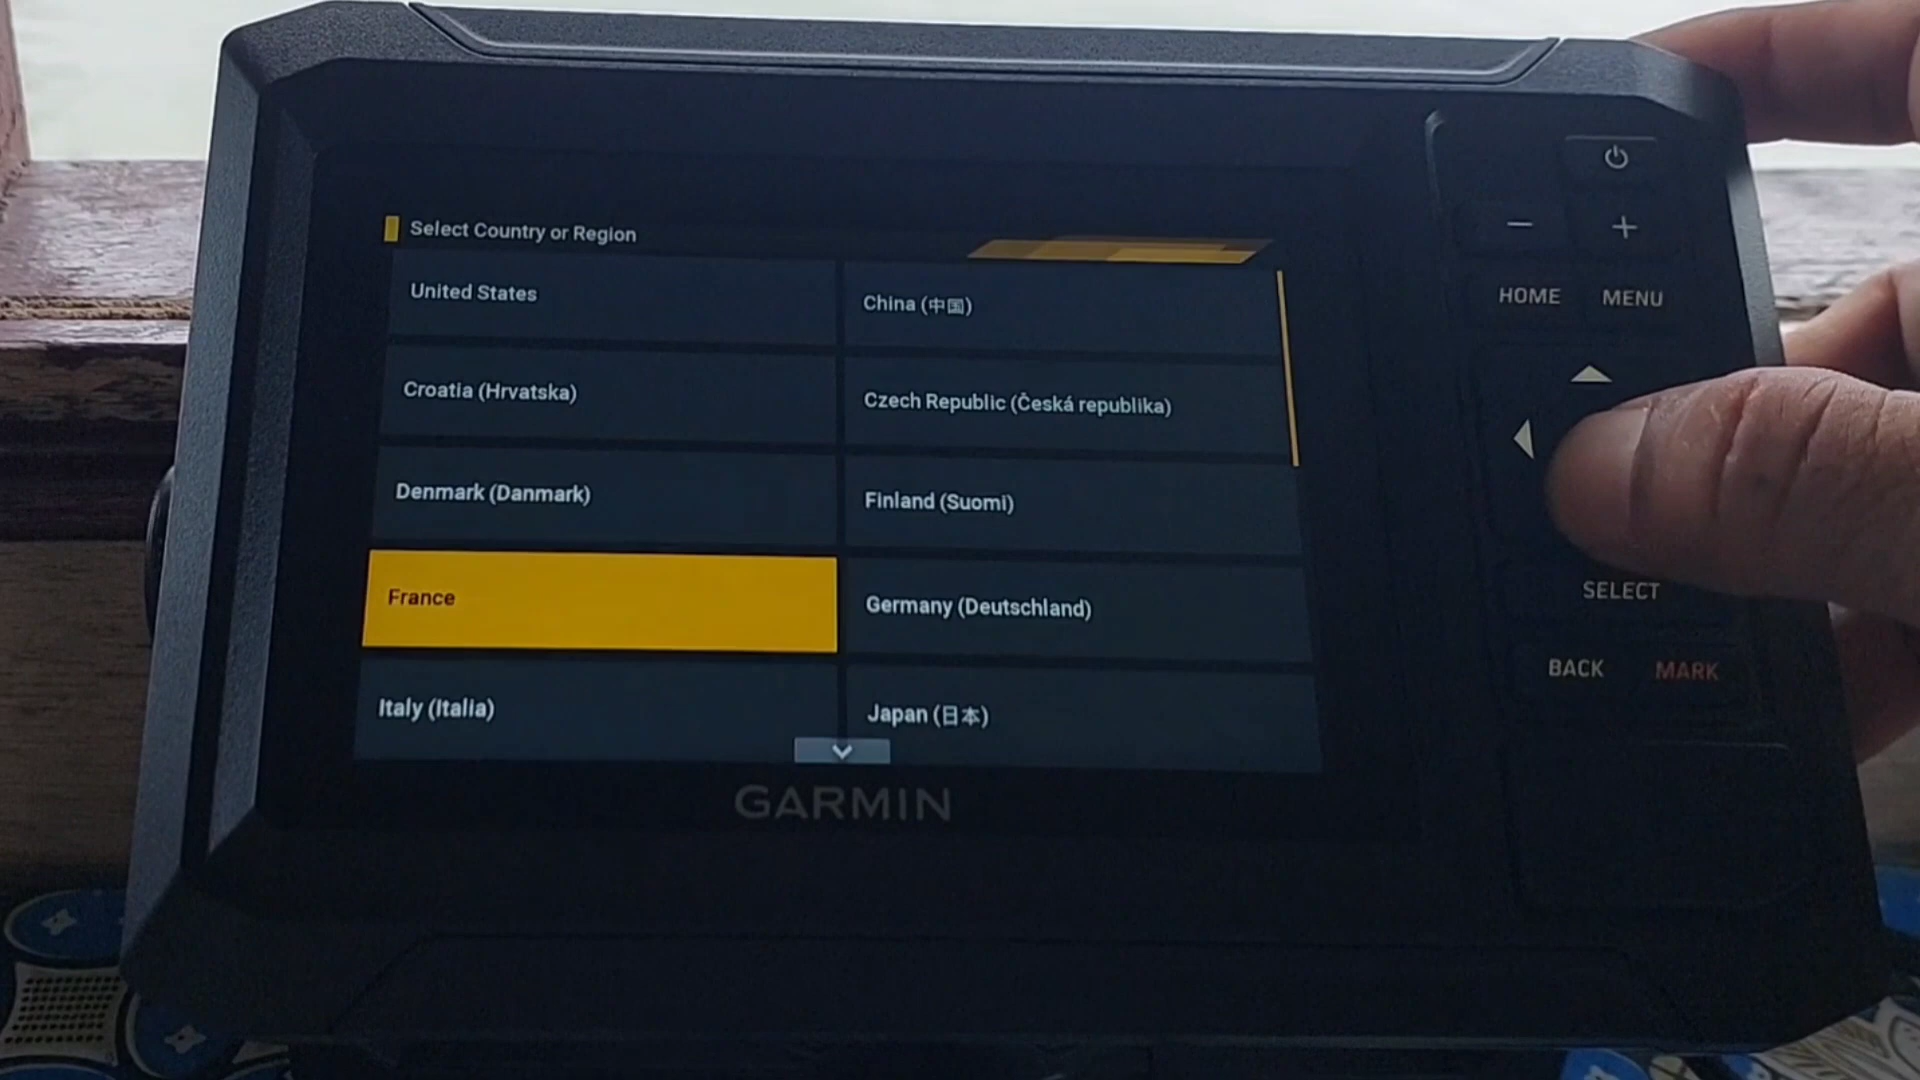 Select Country or Region
United States
China (中国)
Croatia (Hrvatska)
Czech Republic (Česká republika)
Denmark (Danmark)
Finland (Suomi)
France
Germany (Deutschland)
Italy (Italia)
Japan (日本)
GARMIN
HOME
MENU
SELECT
BACK
MARK